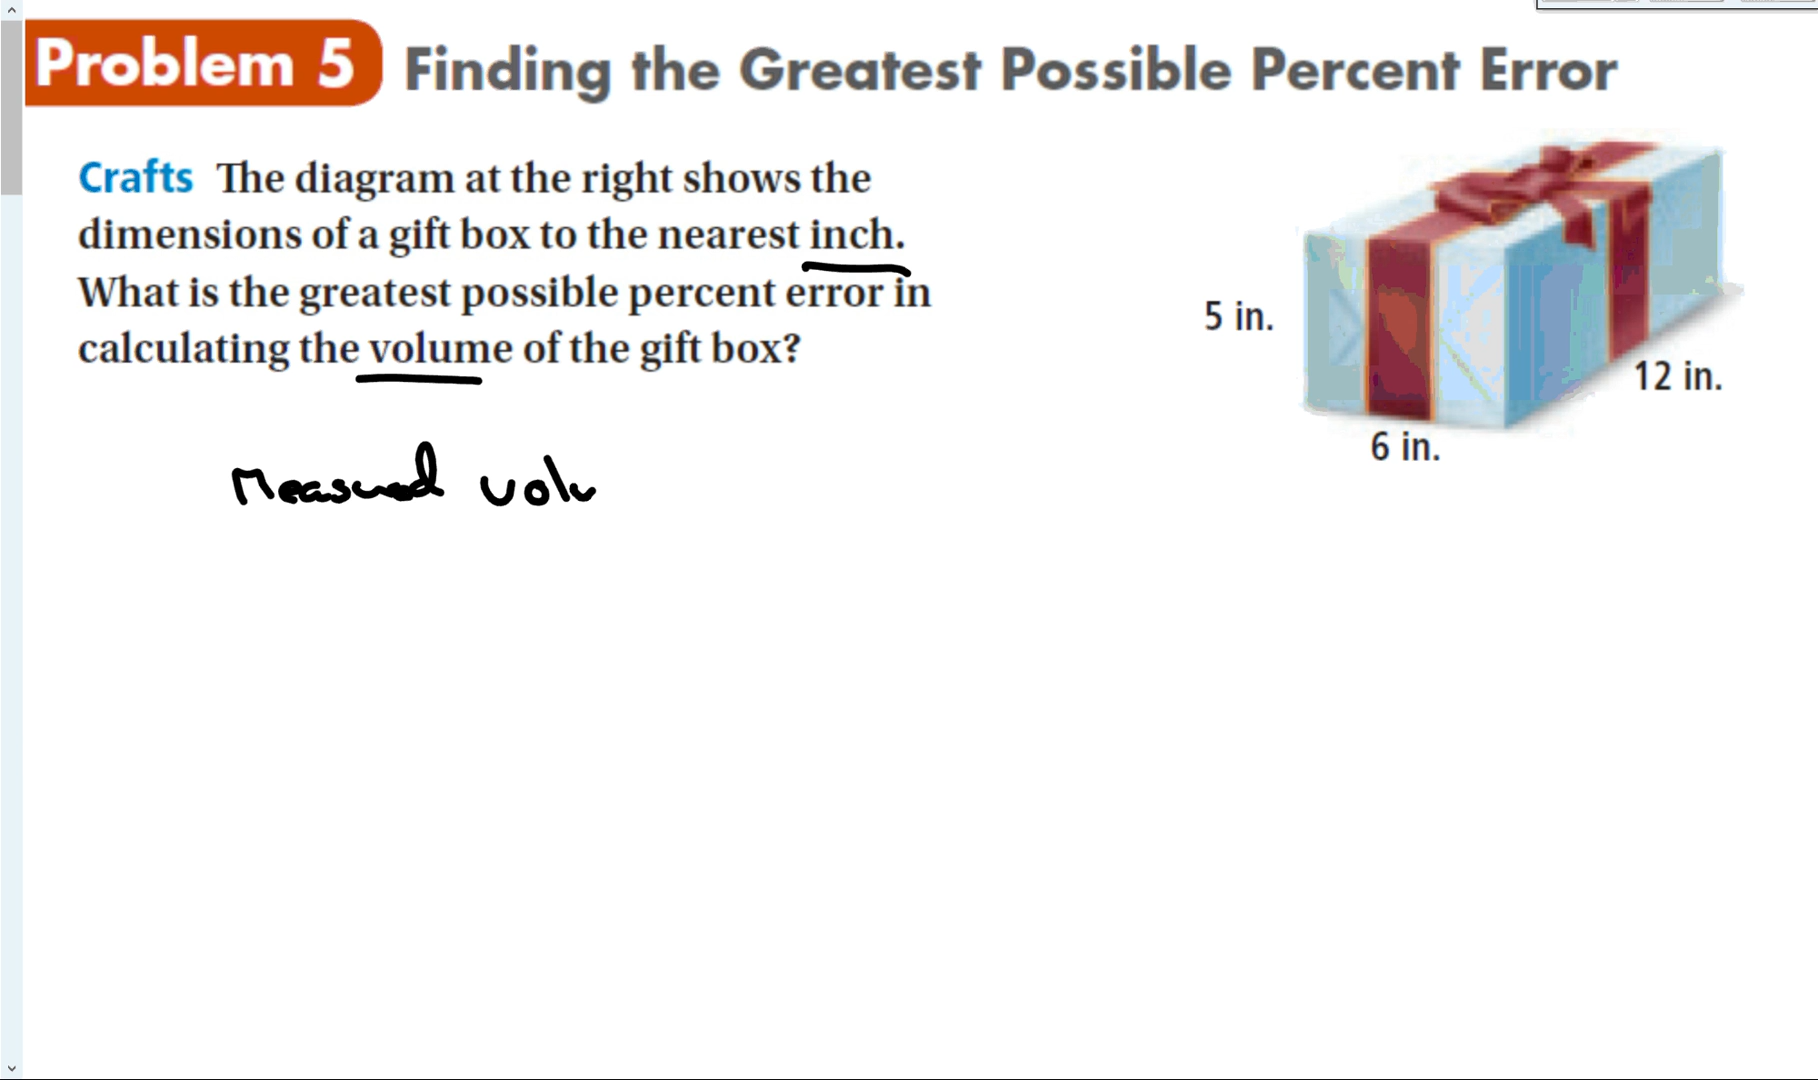 Problem 5 Finding the Greatest Possible Percent Error
Crafts The diagram at the right shows the
dimensions of a gift box to the nearest inch.
What is the greatest possible percent error in
calculating the volume of the gift box?
5 in.
12 in.
6 in.
Measured volu